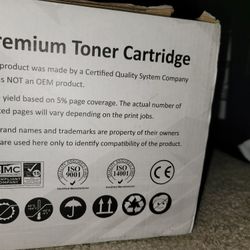 remium Toner Cartridge
product was made by a Certified Quality System Company
s NOT an OEM product.
yield based on 5% page coverage. The actual number of
ted pages will vary depending on the print jobs.
rand names and trademarks are property of their owners
are used here only to identify compatibility of the product.
TMC
ISO
9001
ISO
14001
CE